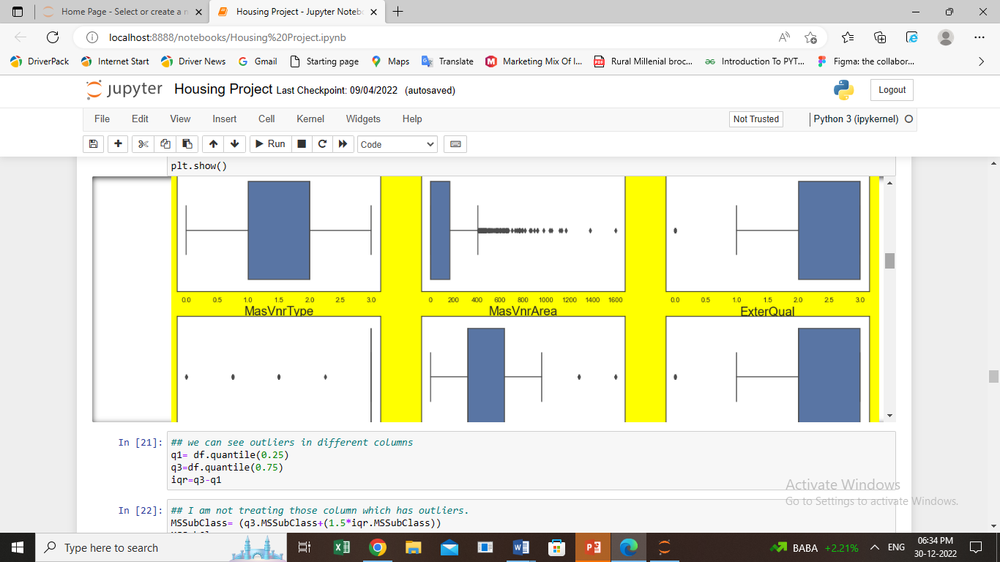 Home Page - Select or create a n
Housing Project - Jupyter Notebo
localhost:8888/notebooks/Housing%20Project.ipynb
DriverPack Internet Start Driver News Gmail Starting page Maps Translate Marketing Mix Of I... Rural Millenial broc... Introduction To PYT... Figma: the collabor...
jupyter Housing Project Last Checkpoint: 09/04/2022 (autosaved) Logout
File Edit View Insert Cell Kernel Widgets Help Not Trusted Python 3 (ipykernel)
Run Code
plt.show()
0.0 0.5 1.0 1.5 2.0 2.5 3.0 0 200 400 600 800 1000 1200 1400 1600 0.0 0.5 1.0 1.5 2.0 2.5 3.0
MasVnrType MasVnrArea ExterQual
In [21]: ## we can see outliers in different columns
q1= df.quantile(0.25)
q3=df.quantile(0.75)
iqr=q3-q1
Activate Windows
Go to Settings to activate Windows.
In [22]: ## I am not treating those column which has outliers.
MSSubClass= (q3.MSSubClass+(1.5*iqr.MSSubClass))
Type here to search BABA +2.21% ENG 06:34 PM
30-12-2022